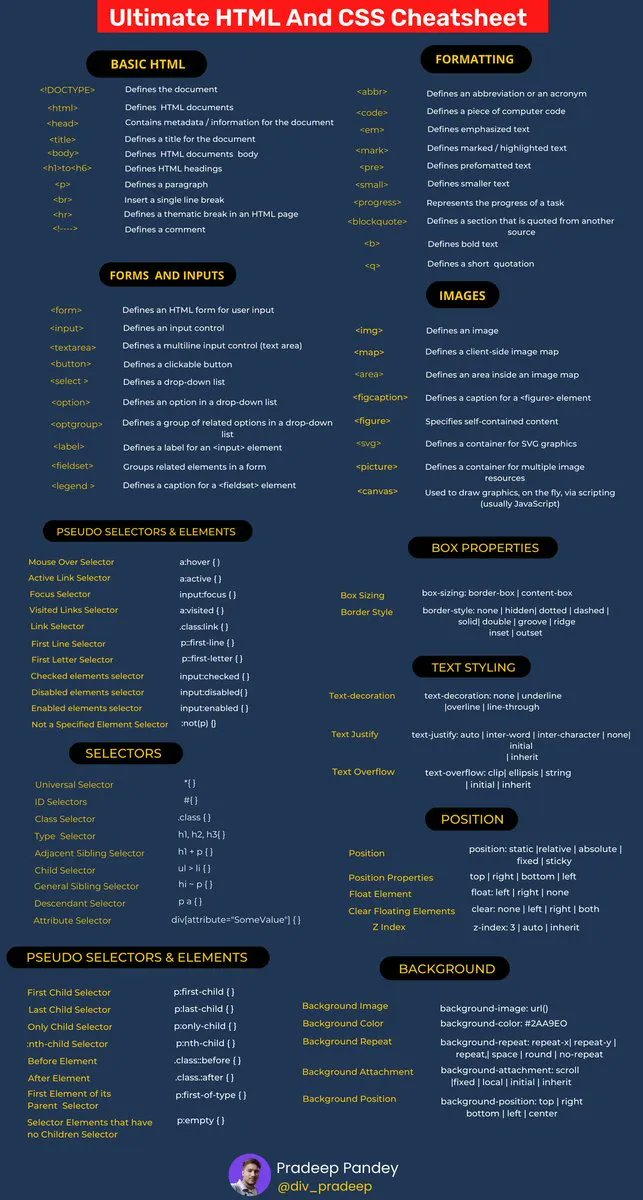 Ultimate HTML And CSS Cheatsheet
BASIC HTML
<!DOCTYPE> Defines the document
<html> Defines HTML documents
<head> Contains metadata / information for the document
<title> Defines a title for the document
<body> Defines HTML documents body
<h1>to<h6> Defines HTML headings
<p> Defines a paragraph
<br> Insert a single line break
<hr> Defines a thematic break in an HTML page
<!----> Defines a comment
FORMS AND INPUTS
<form> Defines an HTML form for user input
<input> Defines an input control
<textarea> Defines a multiline input control (text area)
<button> Defines a clickable button
<select > Defines a drop-down list
<option> Defines an option in a drop-down list
<optgroup> Defines a group of related options in a drop-down
list
<label> Defines a label for an <input> element
<fieldset> Groups related elements in a form
<legend > Defines a caption for a <fieldset> element
PSEUDO SELECTORS & ELEMENTS
Mouse Over Selector a:hover { )
Active Link Selector a:active { }
Focus Selector input:focus { }
Visited Links Selector a:visited { }
Link Selector .class:link { }
First Line Selector p::first-line { }
First Letter Selector p::first-letter { }
Checked elements selector input:checked { }
Disabled elements selector input:disabled{ }
Enabled elements selector input:enabled { }
Not a Specified Element Selector :not(p) {}
SELECTORS
Universal Selector *{ }
ID Selectors #{ }
Class Selector .class { }
Type Selector h1, h2, h3{ }
Adjacent Sibling Selector h1 + p { }
Child Selector ul > li { }
General Sibling Selector hi ~ p { }
Descendant Selector p a { }
Attribute Selector div[attribute="SomeValue"] { }
PSEUDO SELECTORS & ELEMENTS
First Child Selector p:first-child { }
Last Child Selector p:last-child { }
Only Child Selector p:only-child { }
:nth-child Selector p:nth-child { }
Before Element .class::before { }
After Element .class.:after { }
First Element of its p:first-of-type { }
Parent Selector
Selector Elements that have p:empty { }
no Children Selector
FORMATTING
<abbr> Defines an abbreviation or an acronym
<code> Defines a piece of computer code
<em> Defines emphasized text
<mark> Defines marked / highlighted text
<pre> Defines prefomatted text
<small> Defines smaller text
<progress> Represents the progress of a task
<blockquote> Defines a section that is quoted from another
source
<b> Defines bold text
<q> Defines a short quotation
IMAGES
<img> Defines an image
<map> Defines a client-side image map
<area> Defines an area inside an image map
<figcaption> Defines a caption for a <figure> element
<figure> Specifies self-contained content
<svg> Defines a container for SVG graphics
<picture> Defines a container for multiple image
resources
<canvas> Used to draw graphics, on the fly, via scripting
(usually JavaScript)
BOX PROPERTIES
Box Sizing box-sizing: border-box | content-box
Border Style border-style: none | hidden| dotted | dashed |
solid| double | groove | ridge
inset | outset
TEXT STYLING
Text-decoration text-decoration: none | underline
|overline | line-through
Text Justify text-justify: auto | inter-word | inter-character | none|
initial
| inherit
Text Overflow text-overflow: clip| ellipsis | string
| initial | inherit
POSITION
Position position: static |relative | absolute |
fixed | sticky
Position Properties top | right | bottom | left
Float Element float: left | right | none
Clear Floating Elements clear: none | left | right | both
Z Index z-index: 3 | auto | inherit
BACKGROUND
Background Image background-image: url()
Background Color background-color: #2AA9EO
Background Repeat background-repeat: repeat-x| repeat-y |
repeat,| space | round | no-repeat
Background Attachment background-attachment: scroll
|fixed | local | initial | inherit
Background Position background-position: top | right
bottom | left | center
Pradeep Pandey
@div_pradeep